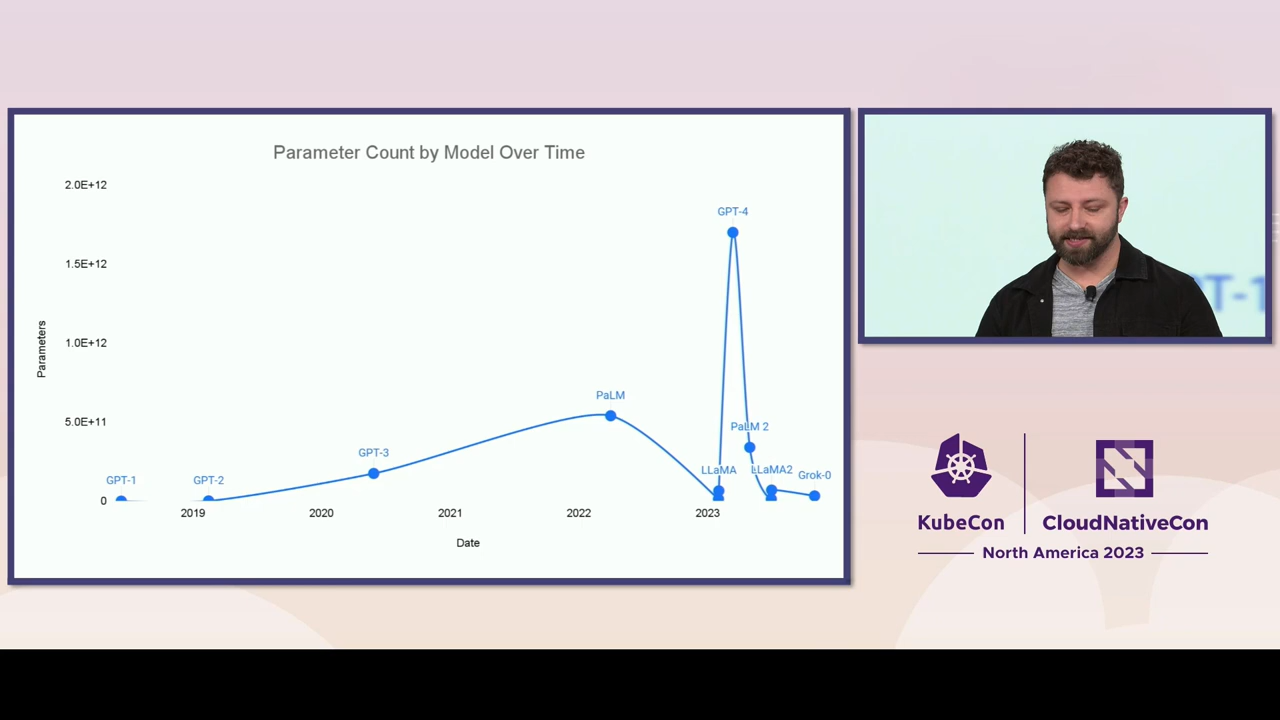 Parameter Count by Model Over Time
2.0E+12
1.5E+12
1.0E+12
5.0E+11
0
Parameters
GPT-1
GPT-2
GPT-3
PaLM
LLaMA
GPT-4
PaLM 2
LLaMA2
Grok-0
2019
2020
2021
2022
2023
Date
PT-1
KubeCon
CloudNativeCon
North America 2023